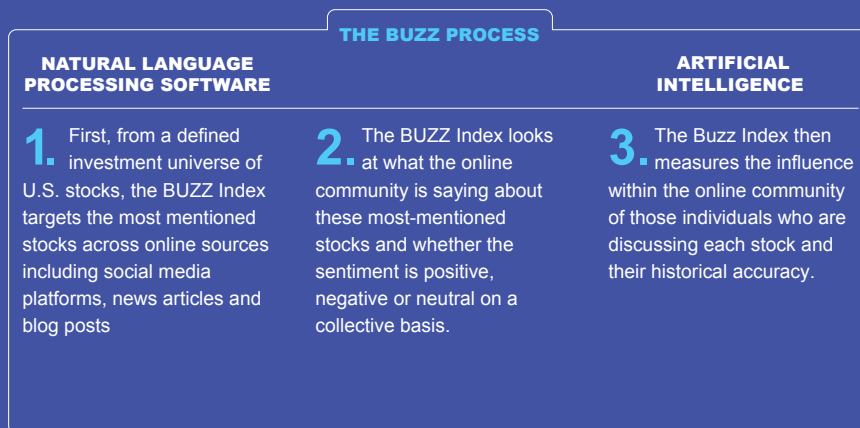 THE BUZZ PROCESS
NATURAL LANGUAGE
PROCESSING SOFTWARE
ARTIFICIAL
INTELLIGENCE
1. First, from a defined
investment universe of
U.S. stocks, the BUZZ Index
targets the most mentioned
stocks across online sources
including social media
platforms, news articles and
blog posts
2. The BUZZ Index looks
at what the online
community is saying about
these most-mentioned
stocks and whether the
sentiment is positive,
negative or neutral on a
collective basis.
3. The Buzz Index then
measures the influence
within the online community
of those individuals who are
discussing each stock and
their historical accuracy.